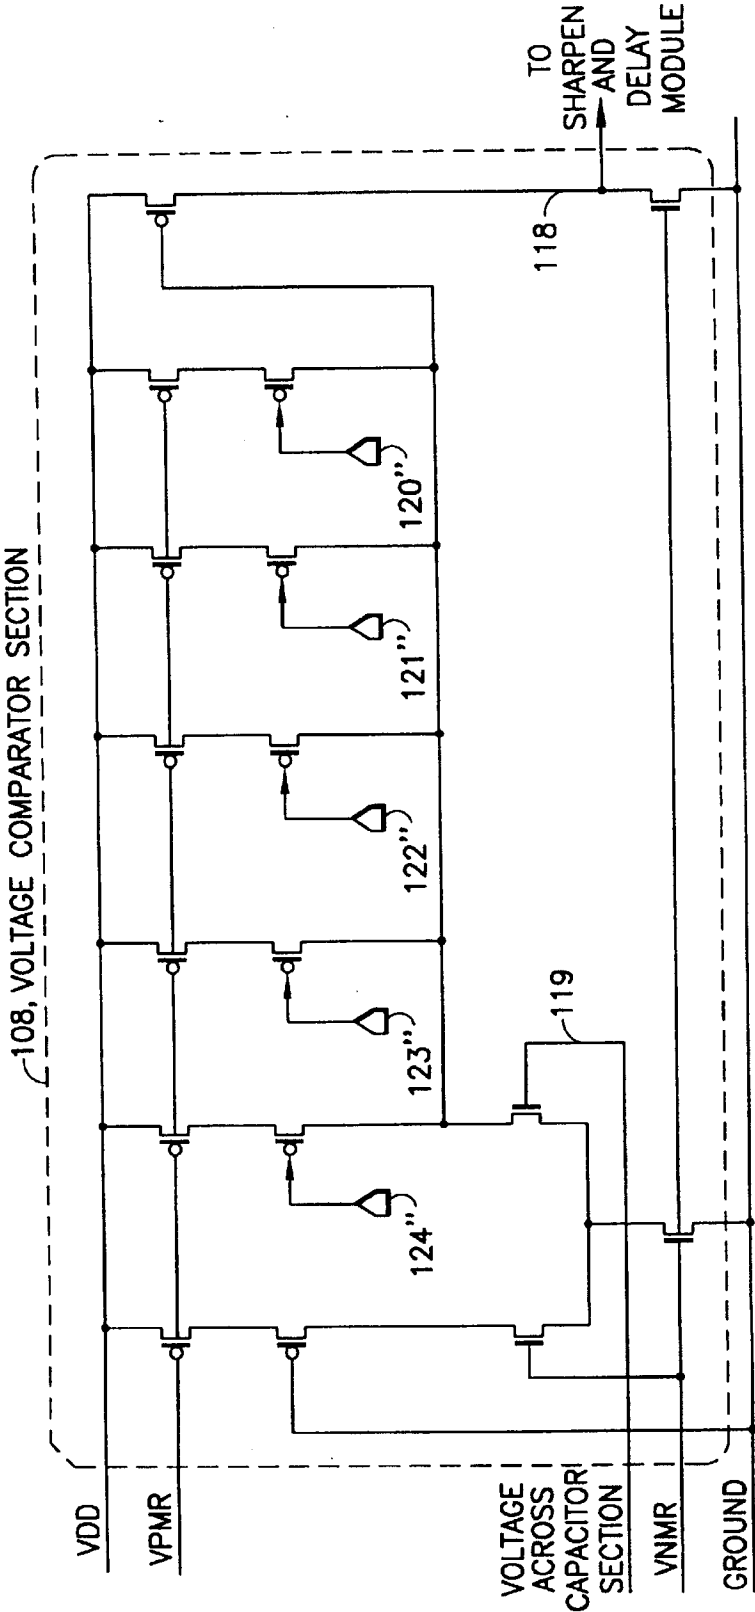 108, VOLTAGE COMPARATOR SECTION
TO
SHARPEN
AND
DELAY
MODULE
118
120"
121"
122"
123"
124"
119
VDD
VPMR
VOLTAGE
ACROSS
CAPACITOR
SECTION
VNMR
GROUND